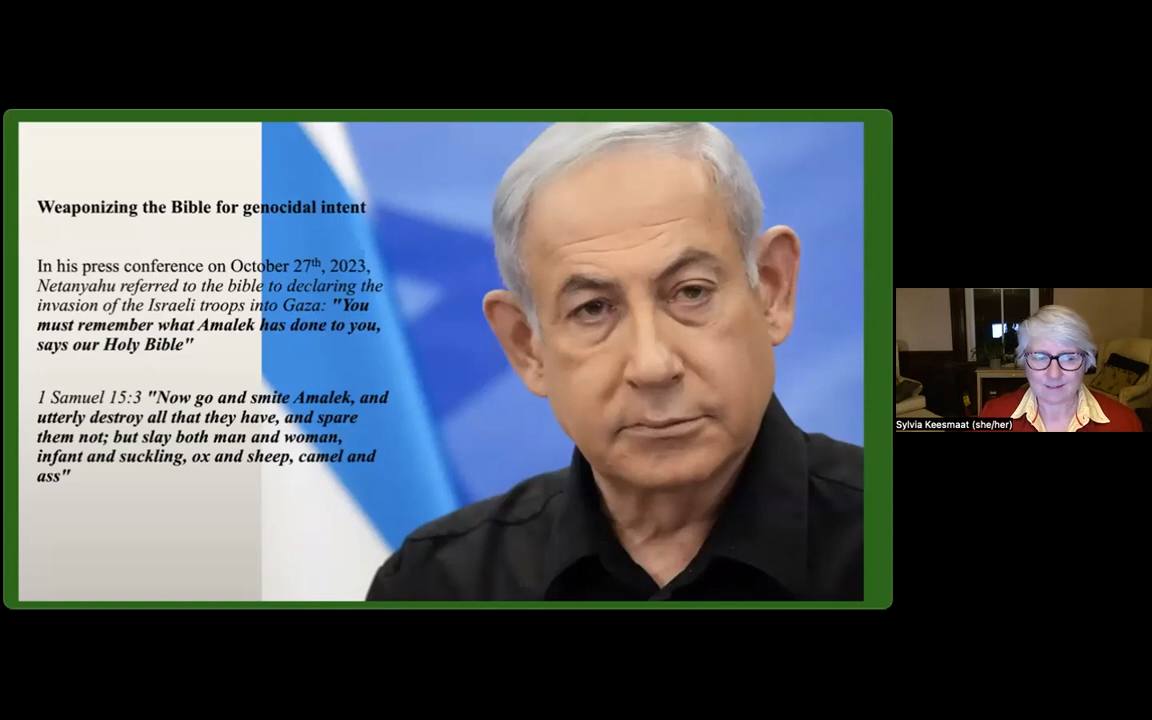 Weaponizing the Bible for genocidal intent
In his press conference on October 27th, 2023,
Netanyahu referred to the bible to declaring the
invasion of the Israeli troops into Gaza: "You
must remember what Amalek has done to you,
says our Holy Bible"
1 Samuel 15:3 "Now go and smite Amalek, and
utterly destroy all that they have, and spare
them not; but slay both man and woman,
infant and suckling, ox and sheep, camel and
ass"
Sylvia Keesmaat (she/her)